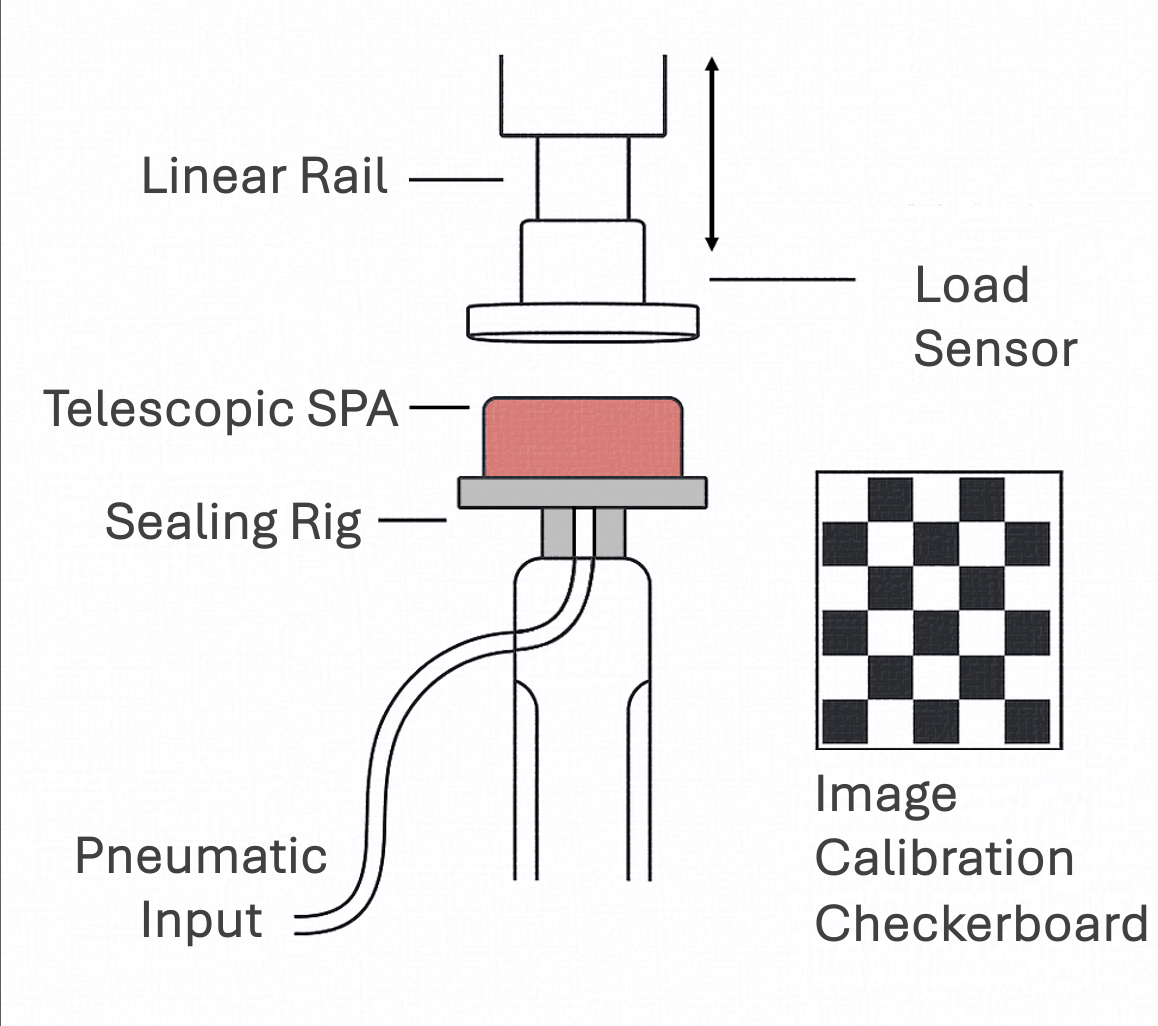 Linear Rail
Load
Sensor
Telescopic SPA
Sealing Rig
Image
Calibration
Checkerboard
Pneumatic
Input